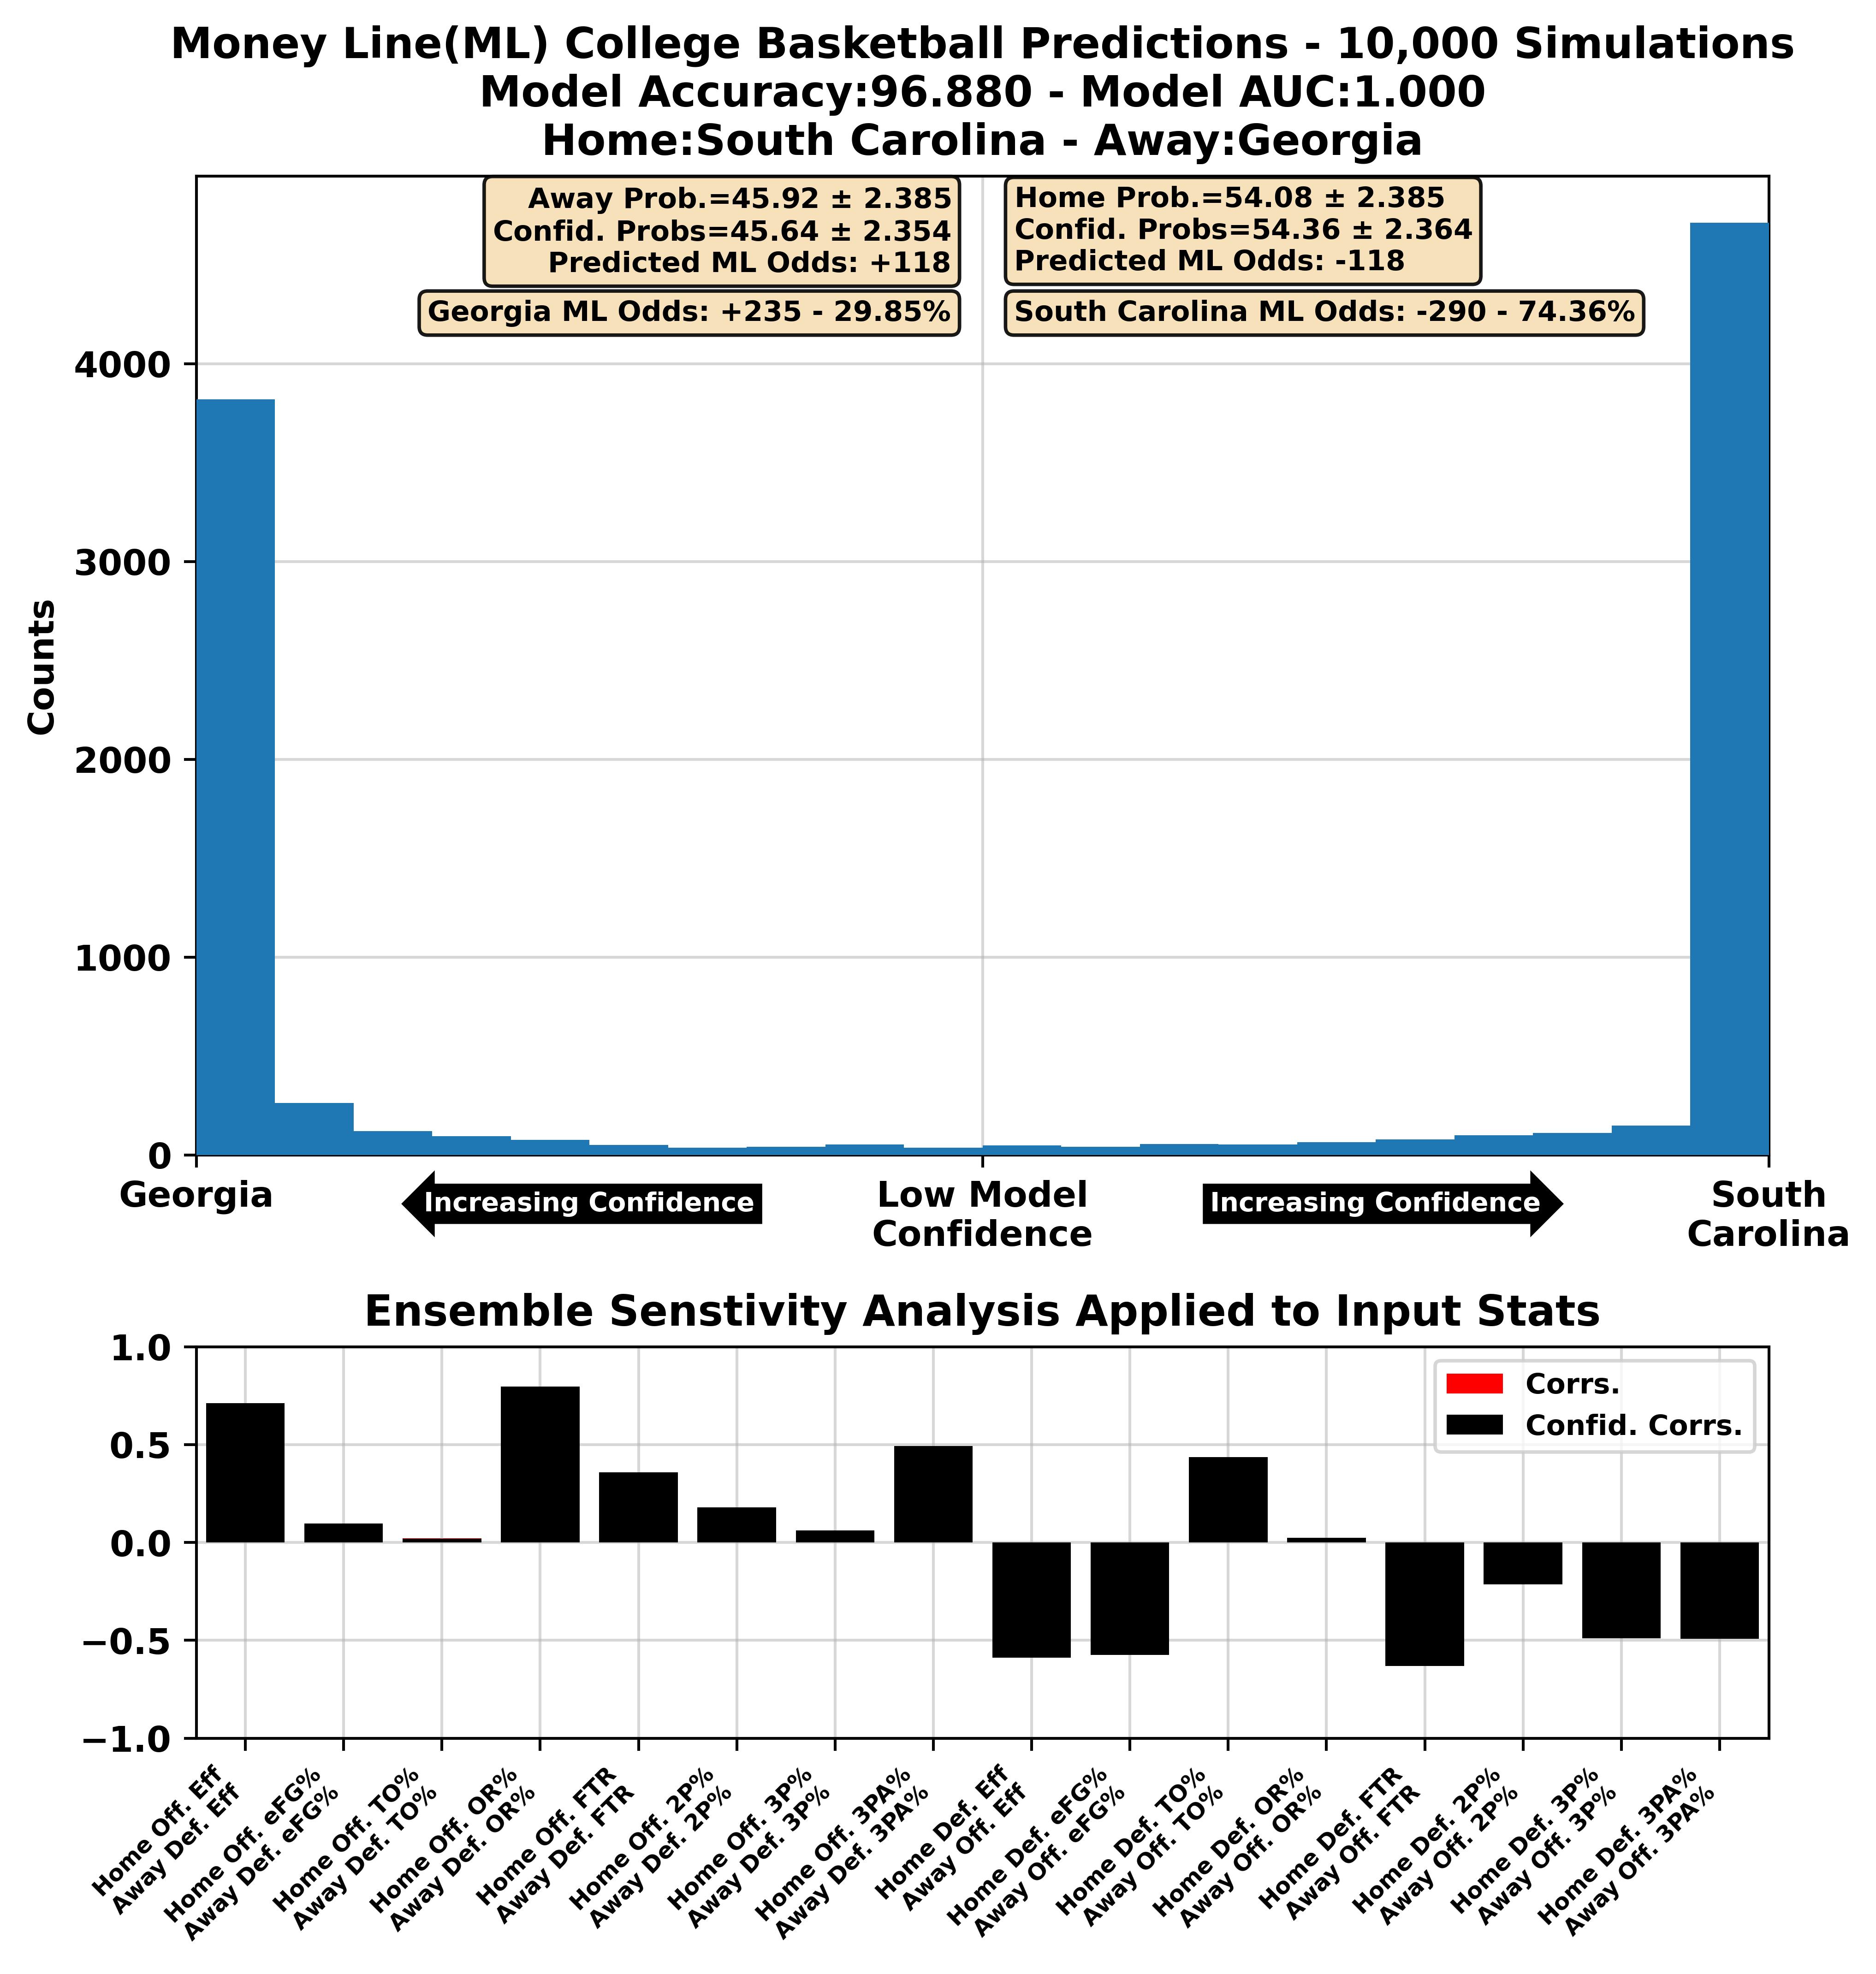 Money Line(ML) College Basketball Predictions - 10,000 Simulations
Model Accuracy:96.880 - Model AUC:1.000
Home:South Carolina - Away:Georgia
Away Prob.=45.92 ± 2.385
Confid. Probs=45.64 ± 2.354
Predicted ML Odds: +118
Georgia ML Odds: +235 - 29.85%
Home Prob.=54.08 ± 2.385
Confid. Probs=54.36 ± 2.364
Predicted ML Odds: -118
South Carolina ML Odds: -290 - 74.36%
Counts
4000
3000
2000
1000
0
Georgia
Increasing Confidence
Low Model
Confidence
Increasing Confidence
South
Carolina
Ensemble Senstivity Analysis Applied to Input Stats
1.0
0.5
0.0
−0.5
−1.0
Corrs.
Confid. Corrs.
Home Off. Eff
Away Def. Eff
Home Off. eFG%
Away Def. eFG%
Home Off. TO%
Away Def. TO%
Home Off. OR%
Away Def. OR%
Home Off. FTR
Away Def. FTR
Home Off. 2P%
Away Def. 2P%
Home Off. 3P%
Away Def. 3P%
Home Off. 3PA%
Away Def. 3PA%
Home Def. Eff
Away Off. Eff
Home Def. eFG%
Away Off. eFG%
Home Def. TO%
Away Off. TO%
Home Def. OR%
Away Off. OR%
Home Def. FTR
Away Off. FTR
Home Def. 2P%
Away Off. 2P%
Home Def. 3P%
Away Off. 3P%
Home Def. 3PA%
Away Off. 3PA%